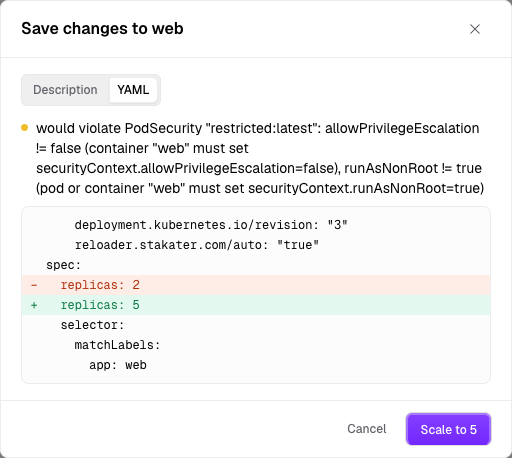 Save changes to web
Description YAML
would violate PodSecurity "restricted:latest": allowPrivilegeEscalation
!= false (container "web" must set
securityContext.allowPrivilegeEscalation=false), runAsNonRoot != true
(pod or container "web" must set securityContext.runAsNonRoot=true)
deployment.kubernetes.io/revision: "3"
reloader.stakater.com/auto: "true"
spec:
- replicas: 2
+ replicas: 5
selector:
matchLabels:
app: web
Cancel Scale to 5